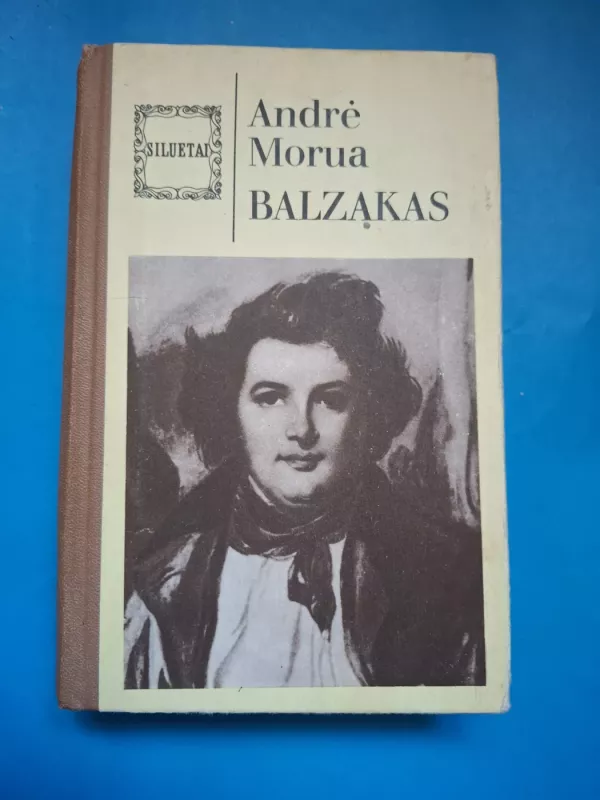 SILUETAI
Andrė
Morua
BALZAKAS